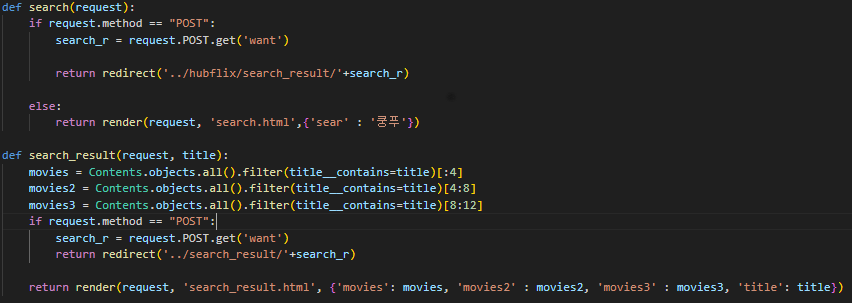 def search(request):
    if request.method == "POST":
        search_r = request.POST.get('want')

        return redirect('../hubflix/search_result/'+search_r)

    else:
        return render(request, 'search.html',{'sear' : '쿵푸'})

def search_result(request, title):
    movies = Contents.objects.all().filter(title__contains=title)[:4]
    movies2 = Contents.objects.all().filter(title__contains=title)[4:8]
    movies3 = Contents.objects.all().filter(title__contains=title)[8:12]
    if request.method == "POST":
        search_r = request.POST.get('want')
        return redirect('../search_result/'+search_r)

    return render(request, 'search_result.html', {'movies': movies, 'movies2' : movies2, 'movies3' : movies3, 'title': title})